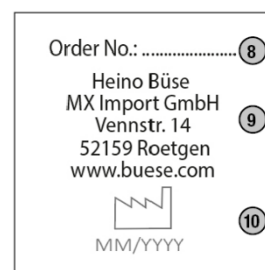 Order No.: ...................... 8
Heino Büse
MX Import GmbH
Vennstr. 14
9
52159 Roetgen
www.buese.com
10
MM/YYYY